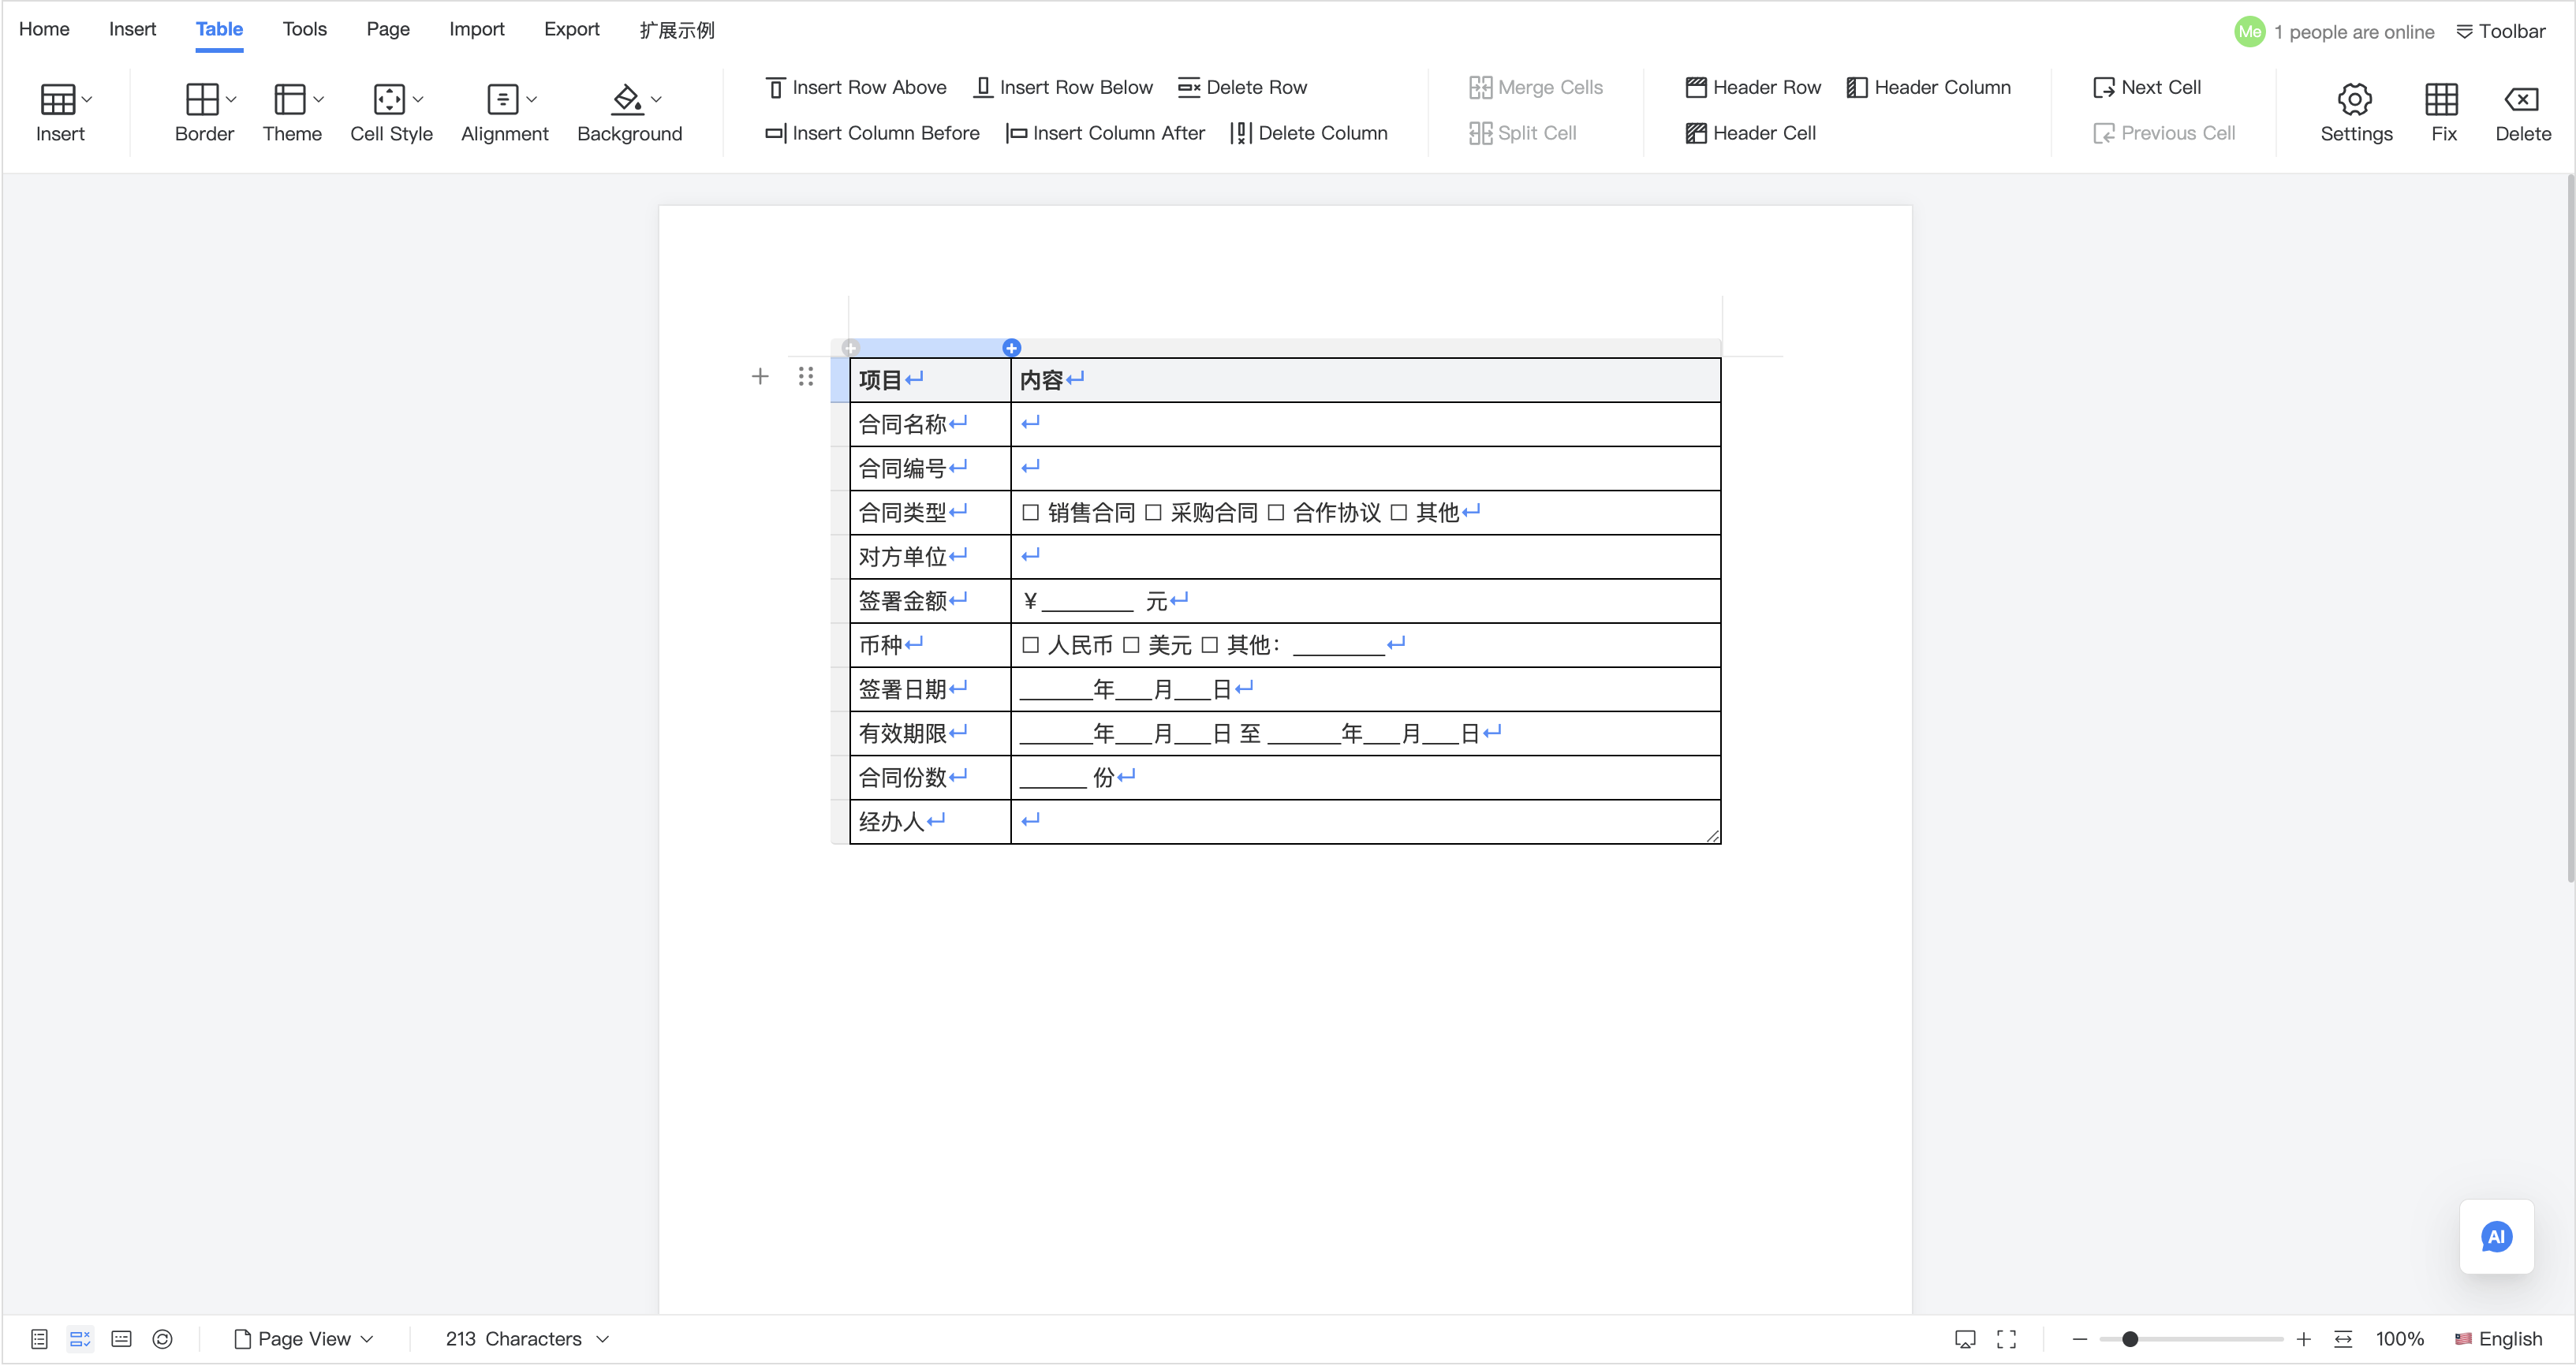 Home Insert Table Tools Page Import Export 扩展示例
Me 1 people are online Toolbar
Insert
Border
Theme
Cell Style
Alignment
Background
Insert Row Above Insert Row Below Delete Row
Insert Column Before Insert Column After Delete Column
Merge Cells
Split Cell
Header Row Header Column
Header Cell
Next Cell
Previous Cell
Settings
Fix
Delete
项目 内容
合同名称
合同编号
合同类型 ☐ 销售合同 ☐ 采购合同 ☐ 合作协议 ☐ 其他
对方单位
签署金额 ¥________ 元
币种 ☐ 人民币 ☐ 美元 ☐ 其他：________
签署日期 ______年___月___日
有效期限 ______年___月___日 至 ______年___月___日
合同份数 ______ 份
经办人
AI
Page View 213 Characters 100% English